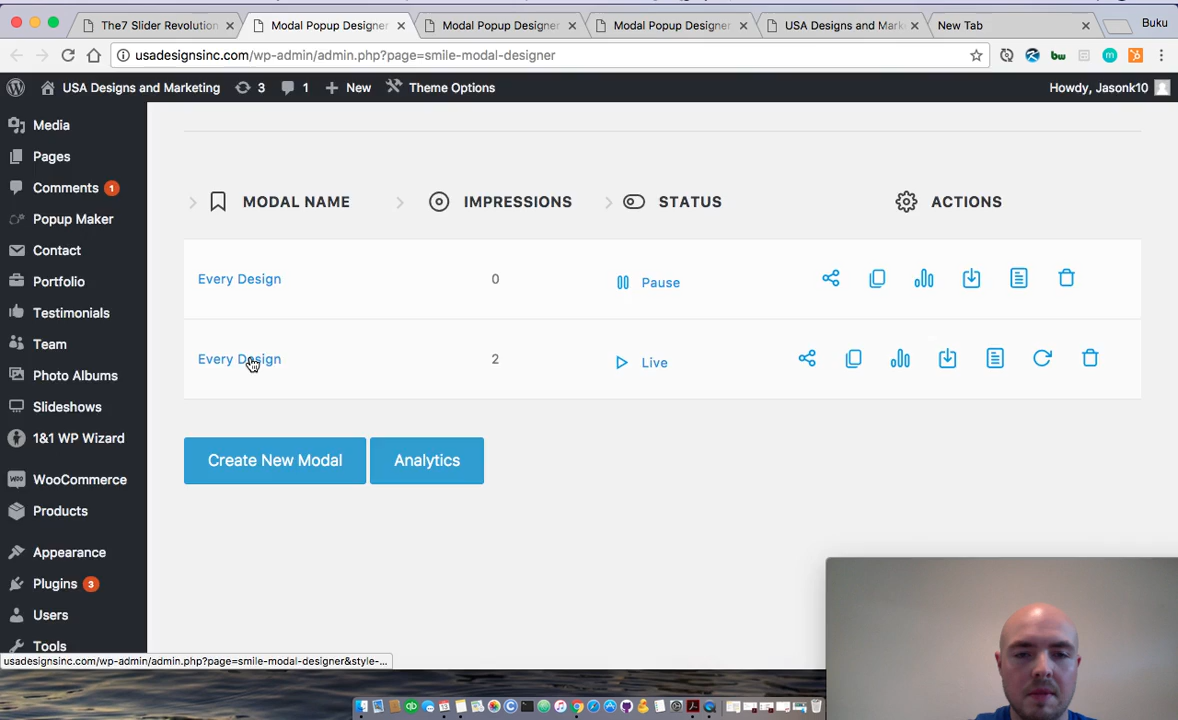 The7 Slider Revolution
Modal Popup Designer
Modal Popup Designer
Modal Popup Designer
USA Designs and Mark
New Tab
Buku
usadesignsinc.com/wp-admin/admin.php?page=smile-modal-designer
USA Designs and Marketing
3
1
New
Theme Options
Howdy, Jasonk10
Media
Pages
Comments 1
Popup Maker
Contact
Portfolio
Testimonials
Team
Photo Albums
Slideshows
1&1 WP Wizard
WooCommerce
Products
Appearance
Plugins 3
Users
Tools
MODAL NAME
IMPRESSIONS
STATUS
ACTIONS
Every Design
0
Pause
Every Design
2
Live
Create New Modal
Analytics
usadesignsinc.com/wp-admin/admin.php?page=smile-modal-designer&style-...